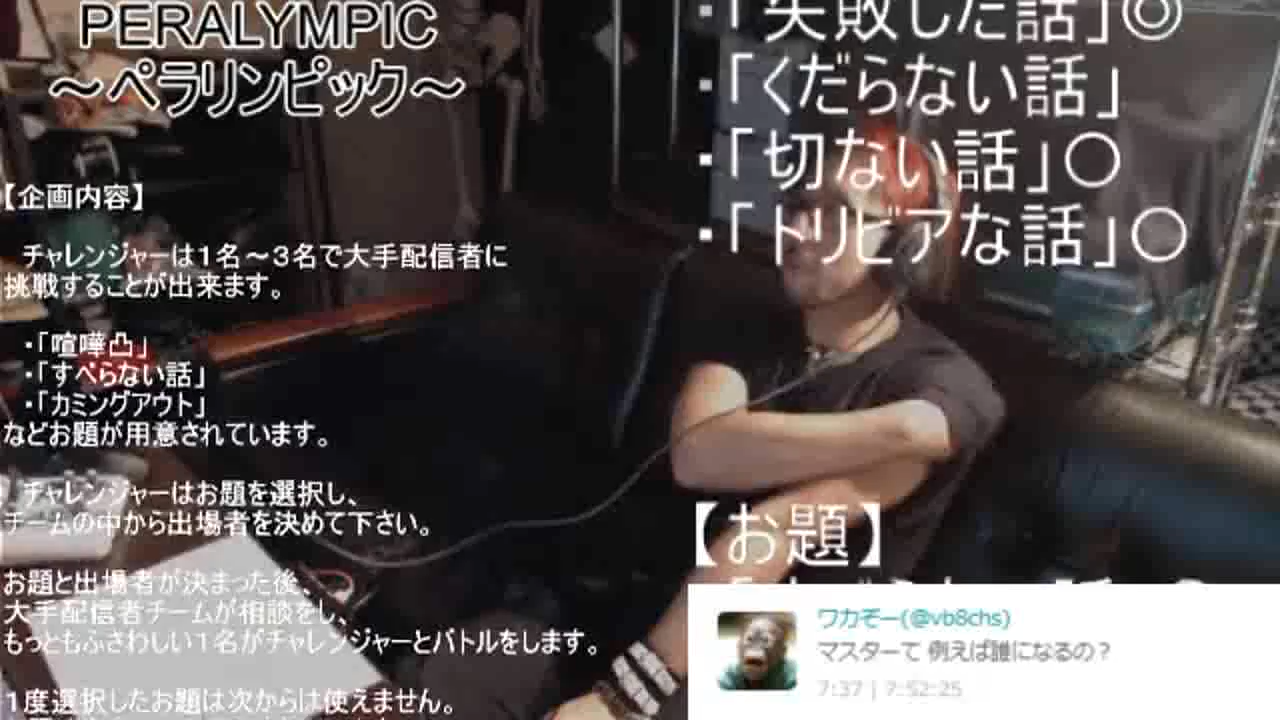 PERALYMPIC
～ペラリンピック～
【企画内容】
チャレンジャーは１名～３名で大手配信者に
挑戦することが出来ます。
・「喧嘩凸」
・「すべらない話」
・「カミングアウト」
などお題が用意されています。
チャレンジャーはお題を選択し、
チームの中から出場者を決めて下さい。
お題と出場者が決まった後、
大手配信者チームが相談をし、
もっともふさわしい１名がチャレンジャーとバトルをします。
１度選択したお題は次からは使えません。
・「失敗した話」◎
・「くだらない話」
・「切ない話」○
・「トリビアな話」○
【お題】
ワカぞー(@vb8chs)
マスターて 例えば誰になるの？
7:37 | 7:52:25